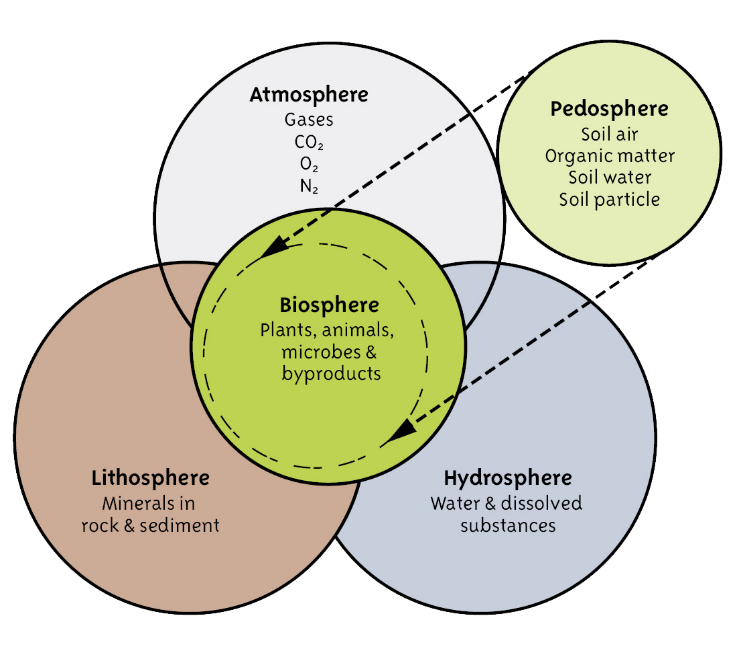 Atmosphere
Gases
CO₂
O₂
N₂
Pedosphere
Soil air
Organic matter
Soil water
Soil particle
Biosphere
Plants, animals,
microbes &
byproducts
Lithosphere
Minerals in
rock & sediment
Hydrosphere
Water & dissolved
substances